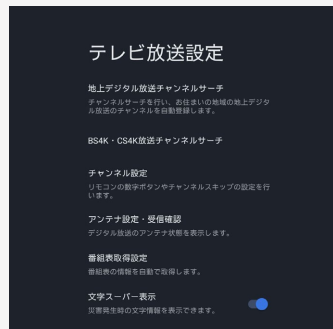 テレビ放送設定
地上デジタル放送チャンネルサーチ
チャンネルサーチを行い、お住まいの地域の地上デジタ
ル放送のチャンネルを自動登録します。
BS4K・CS4K放送チャンネルサーチ
チャンネル設定
リモコンの数字ボタンやチャンネルスキップの設定を行
います。
アンテナ設定・受信確認
デジタル放送のアンテナ状態を表示します。
番組表取得設定
番組表の情報を自動で取得します。
文字スーパー表示
災害発生時の文字情報を表示できます。